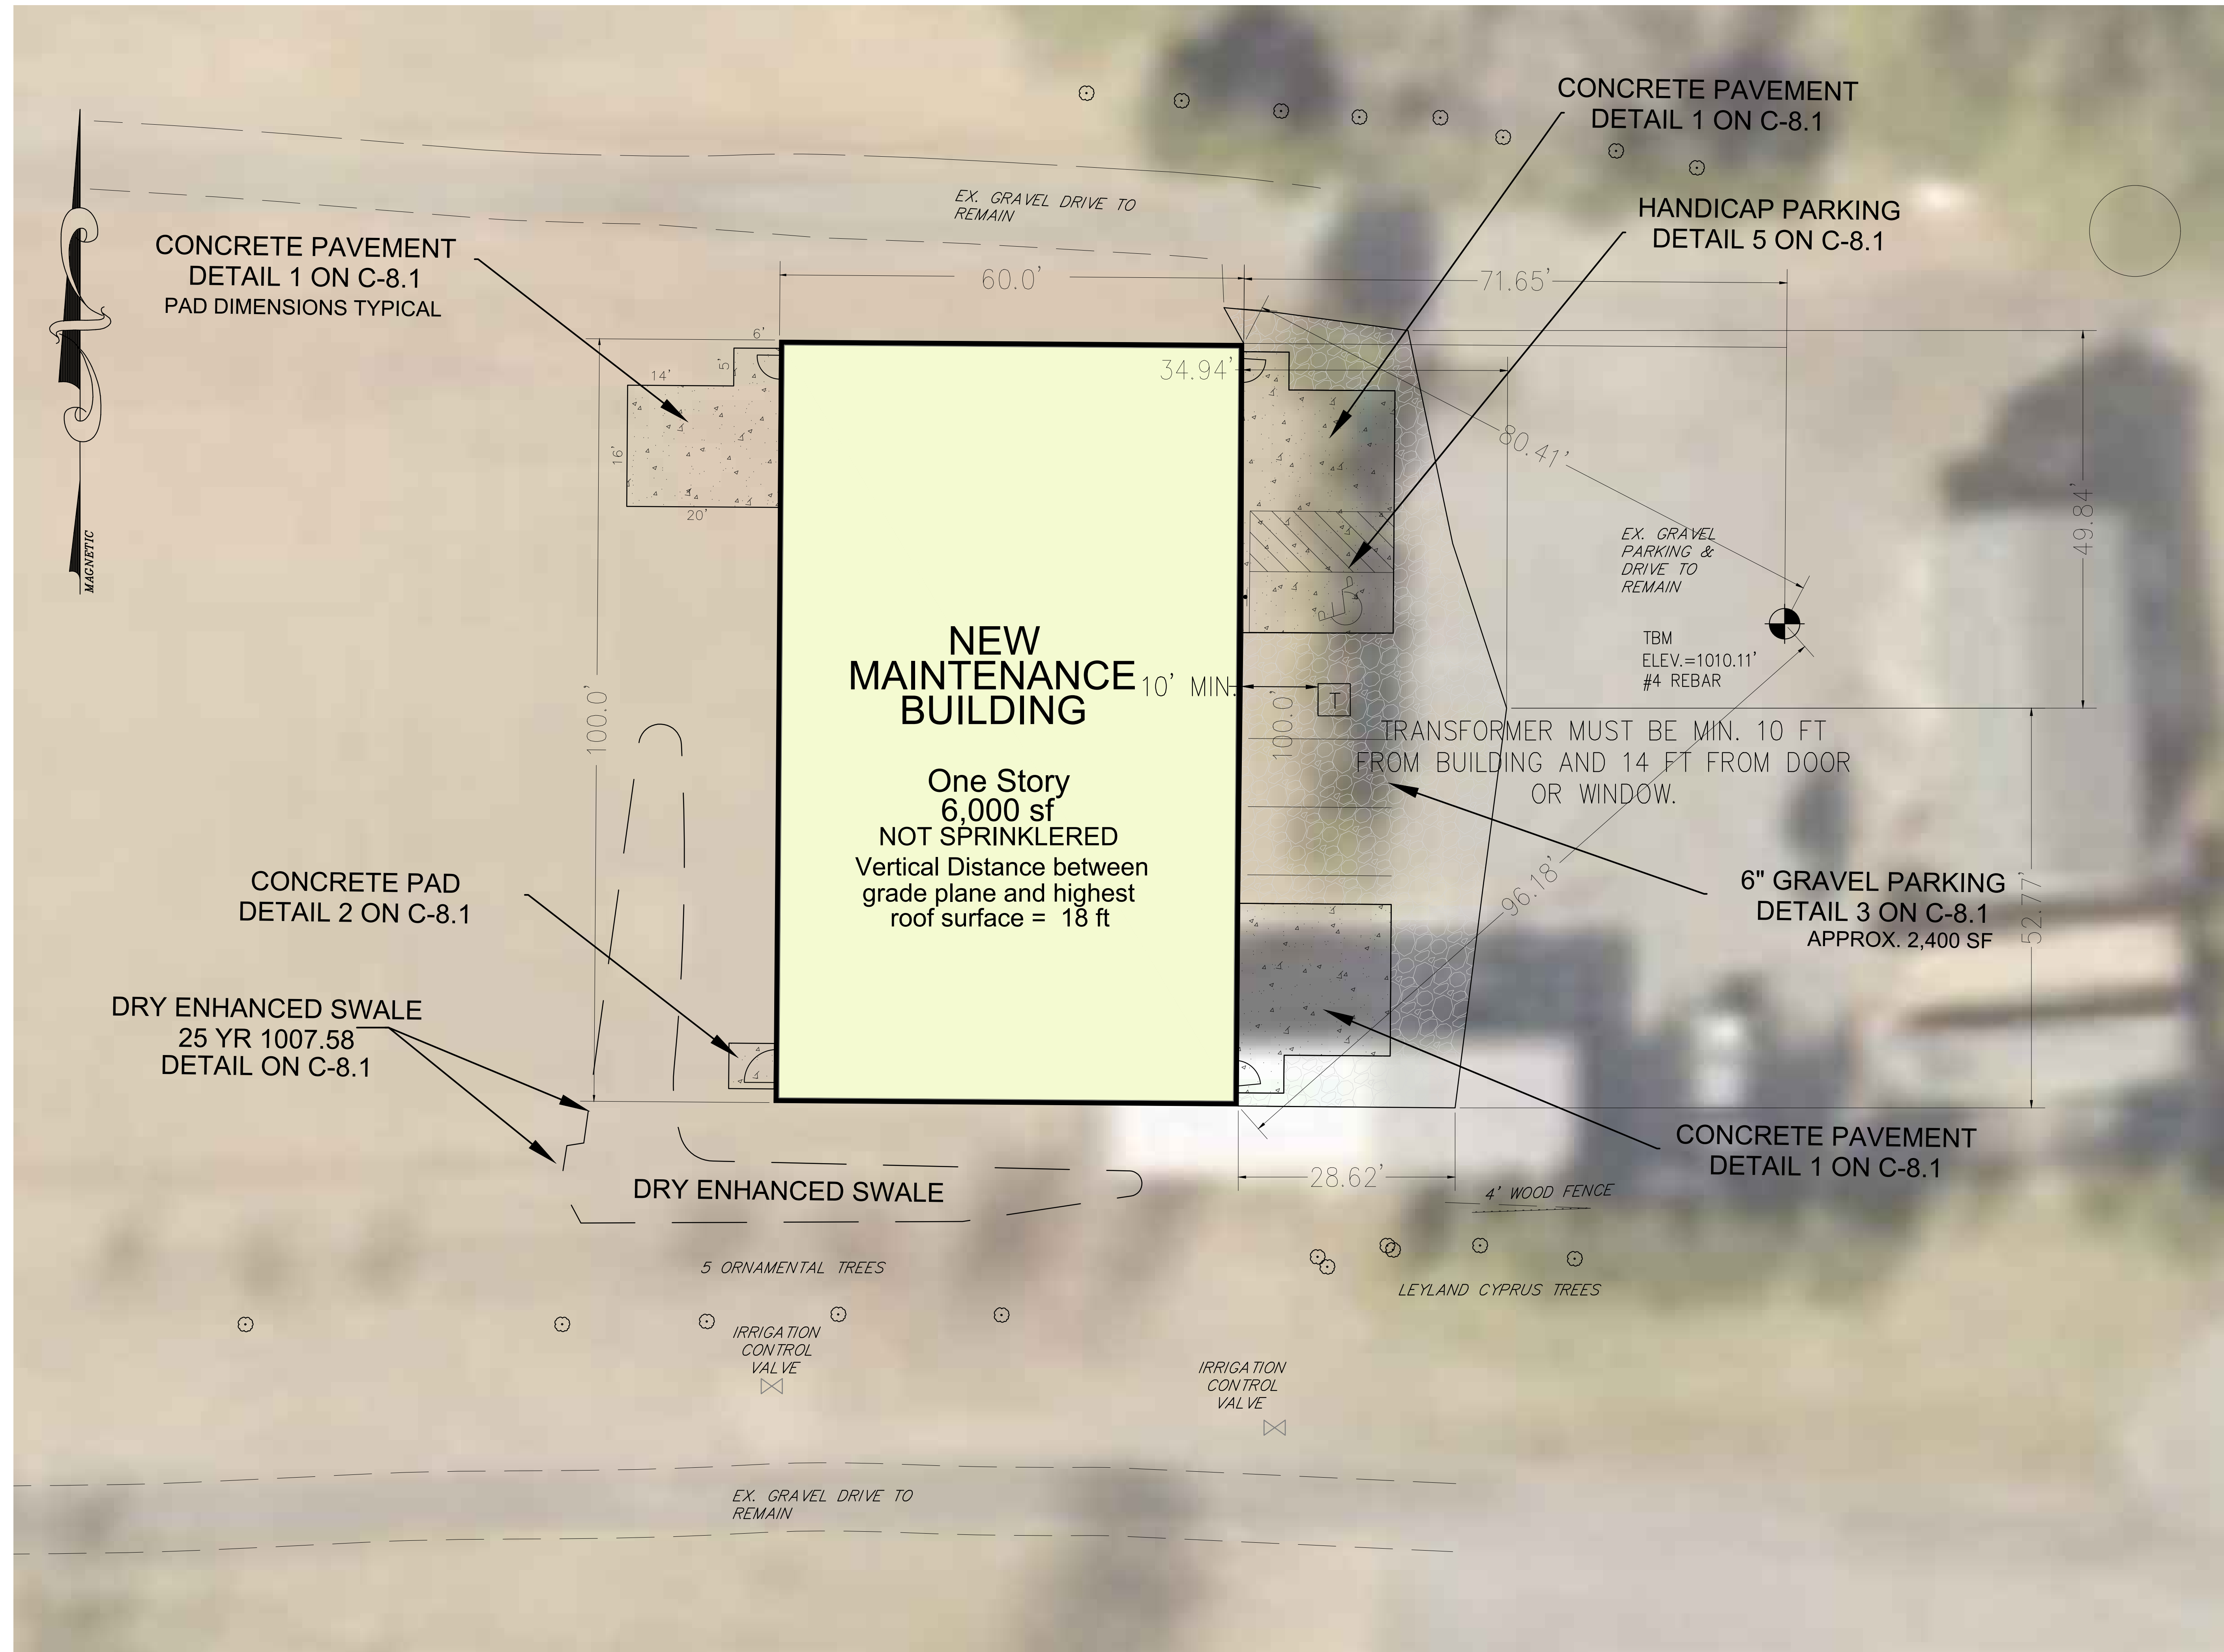 CONCRETE PAVEMENT
DETAIL 1 ON C-8.1
HANDICAP PARKING
DETAIL 5 ON C-8.1
EX. GRAVEL DRIVE TO
REMAIN
CONCRETE PAVEMENT
DETAIL 1 ON C-8.1
PAD DIMENSIONS TYPICAL
60.0'
71.65'
6'
5'
14'
16'
20'
34.94'
80.41'
49.84'
MAGNETIC
EX. GRAVEL
PARKING &
DRIVE TO
REMAIN
TBM
ELEV.=1010.11'
#4 REBAR
NEW
MAINTENANCE
BUILDING
One Story
6,000 sf
NOT SPRINKLERED
Vertical Distance between
grade plane and highest
roof surface = 18 ft
10' MIN.
T
100.0'
100.0'
TRANSFORMER MUST BE MIN. 10 FT
FROM BUILDING AND 14 FT FROM DOOR
OR WINDOW.
96.18'
6" GRAVEL PARKING
DETAIL 3 ON C-8.1
APPROX. 2,400 SF
52.77'
CONCRETE PAD
DETAIL 2 ON C-8.1
DRY ENHANCED SWALE
25 YR 1007.58
DETAIL ON C-8.1
CONCRETE PAVEMENT
DETAIL 1 ON C-8.1
28.62'
DRY ENHANCED SWALE
4' WOOD FENCE
5 ORNAMENTAL TREES
LEYLAND CYPRUS TREES
IRRIGATION
CONTROL
VALVE
IRRIGATION
CONTROL
VALVE
EX. GRAVEL DRIVE TO
REMAIN